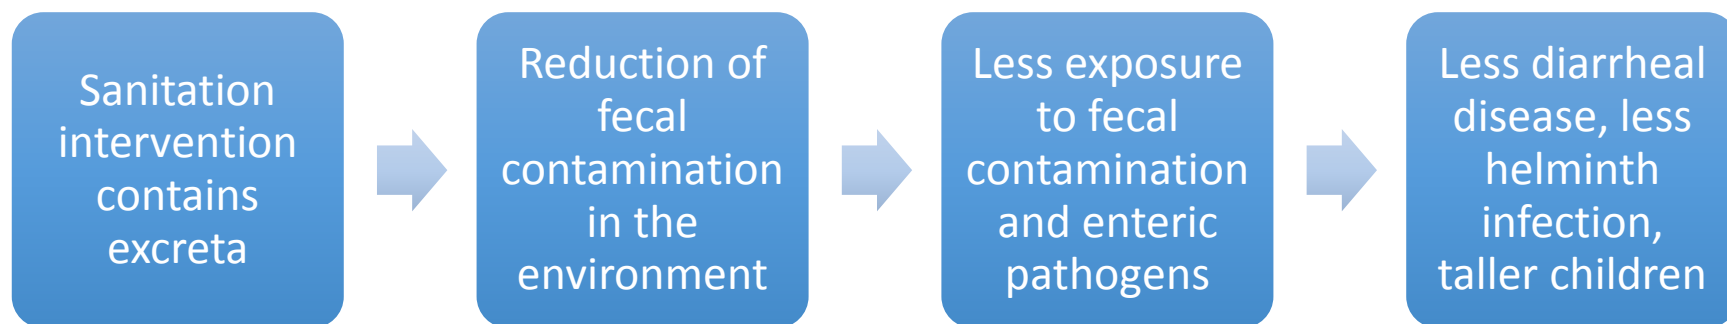 Sanitation
intervention
contains
excreta
Reduction of
fecal
contamination
in the
environment
Less exposure
to fecal
contamination
and enteric
pathogens
Less diarrheal
disease, less
helminth
infection,
taller children